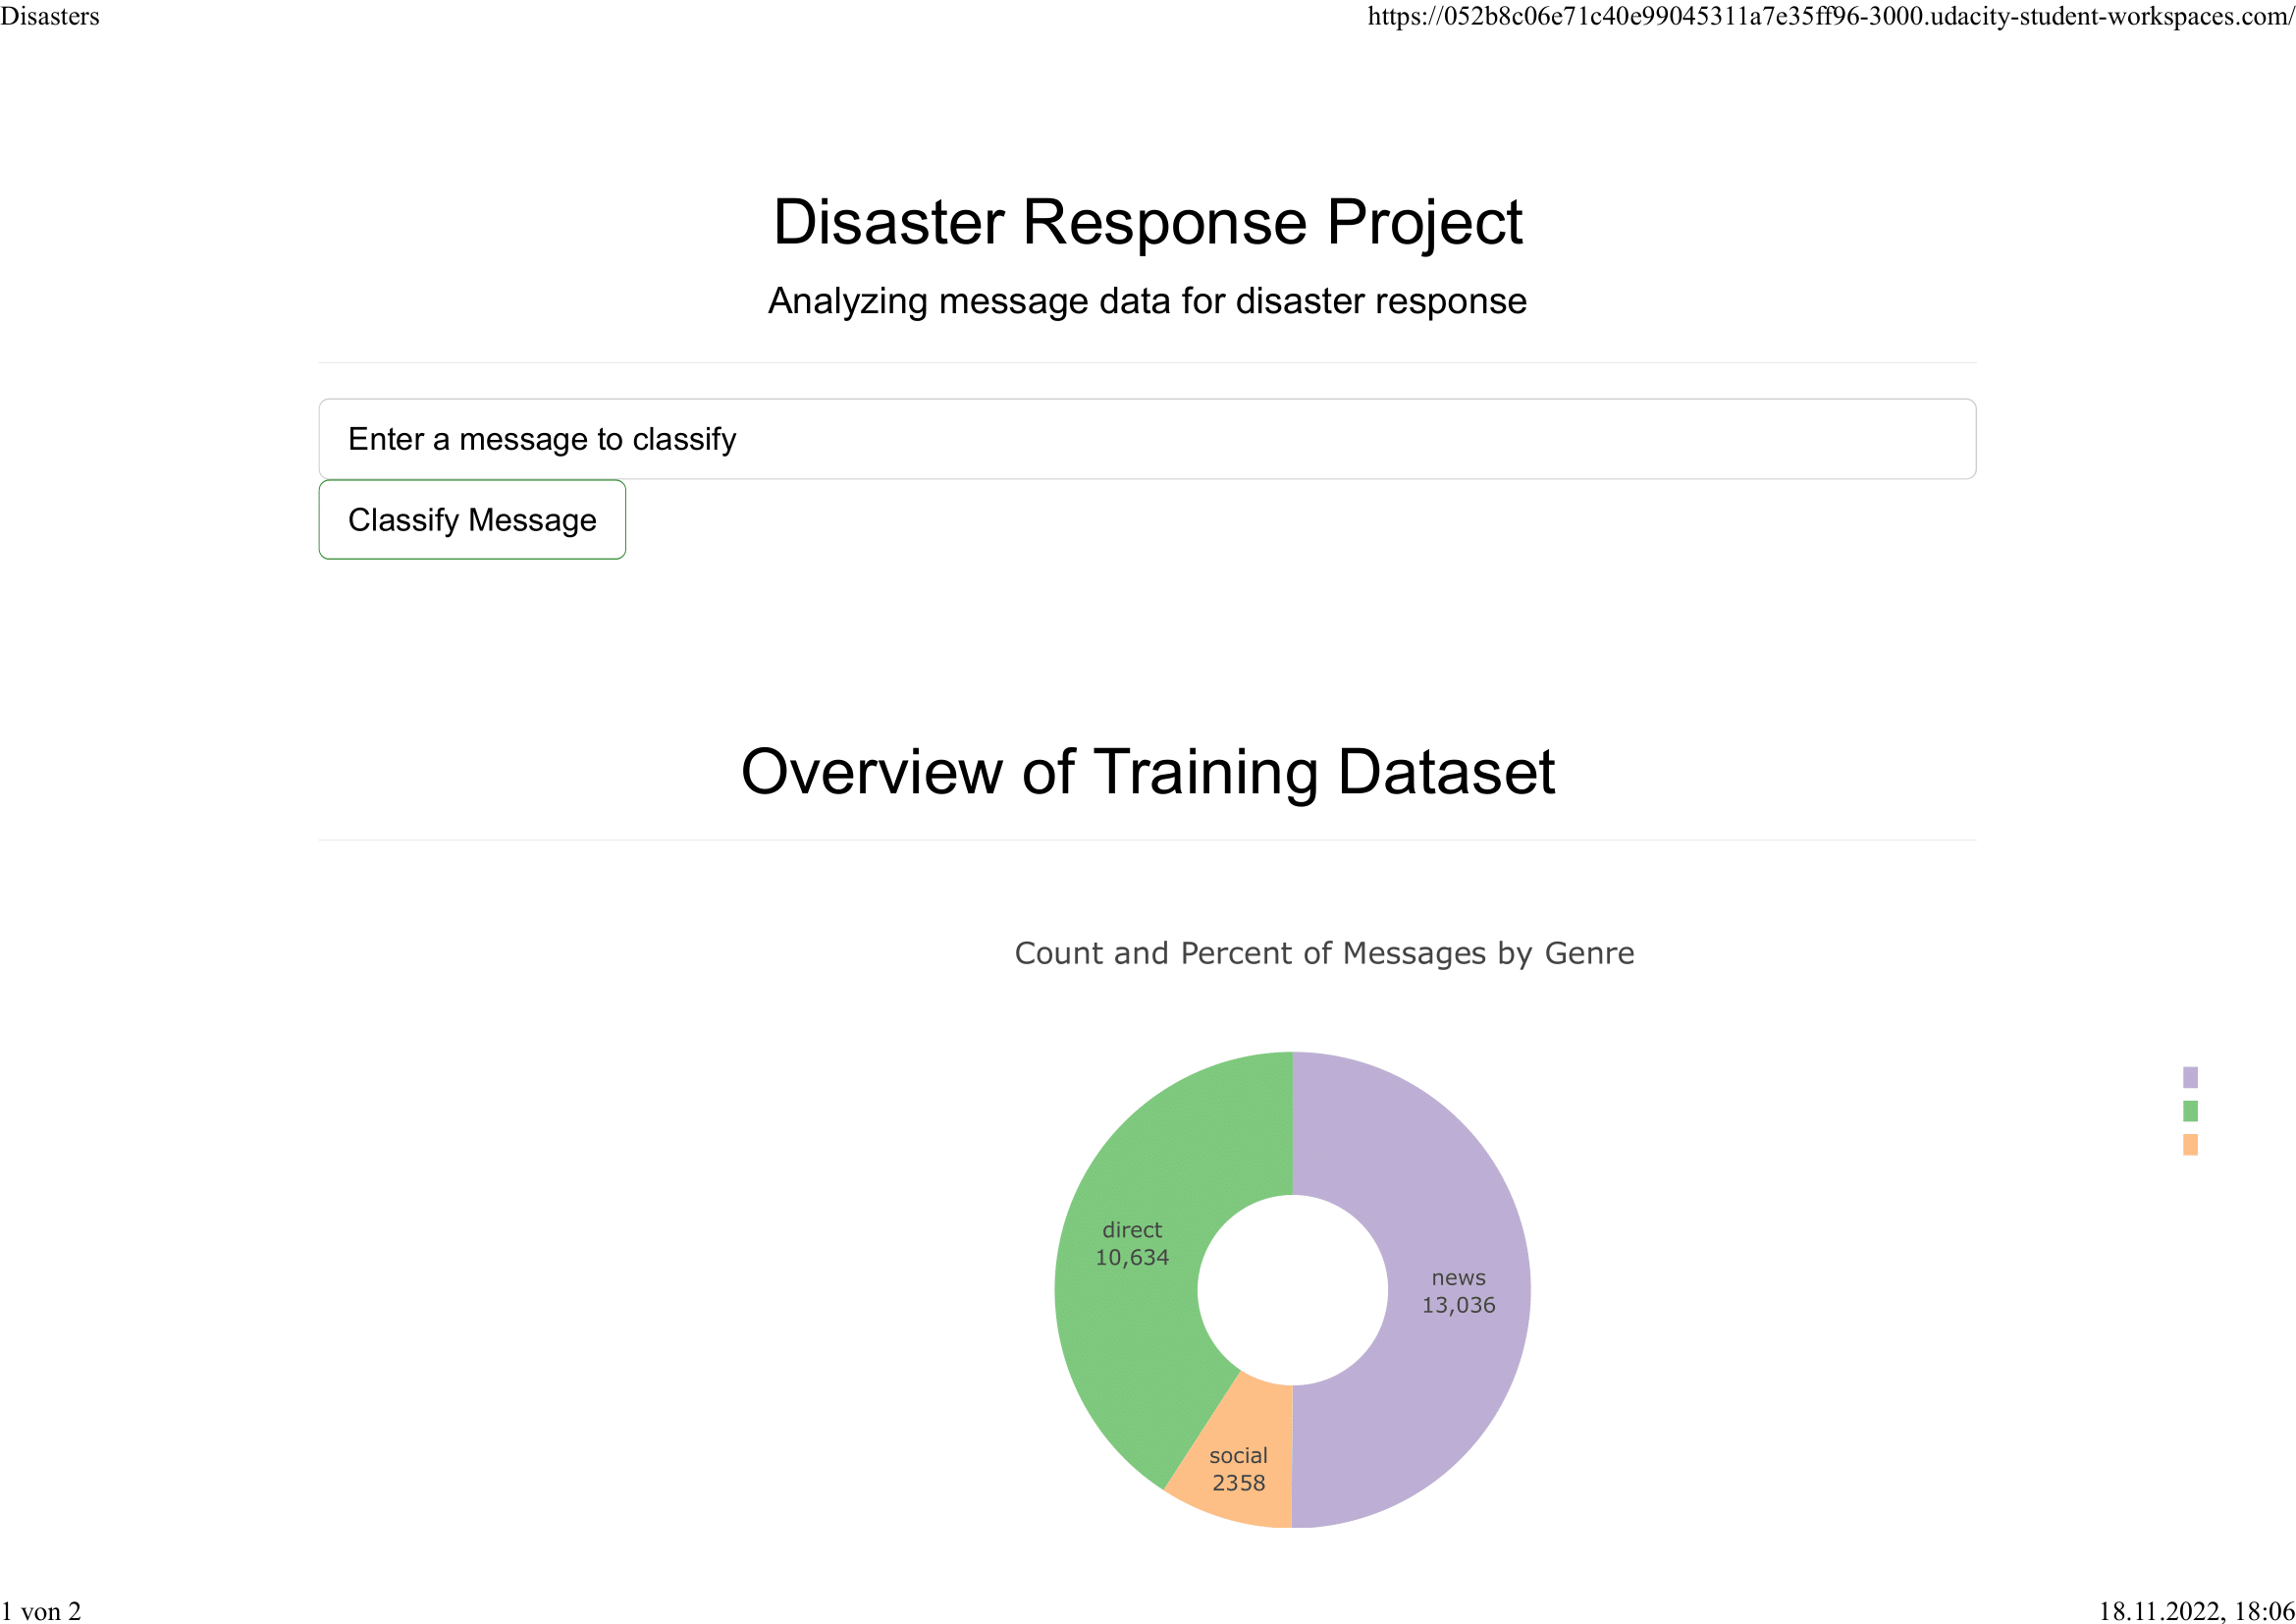 Disasters
https://052b8c06e71c40e99045311a7e35ff96-3000.udacity-student-workspaces.com/
Disaster Response Project
Analyzing message data for disaster response
Enter a message to classify
Classify Message
Overview of Training Dataset
Count and Percent of Messages by Genre
direct
10,634
news
13,036
social
2358
1 von 2
18.11.2022, 18:06